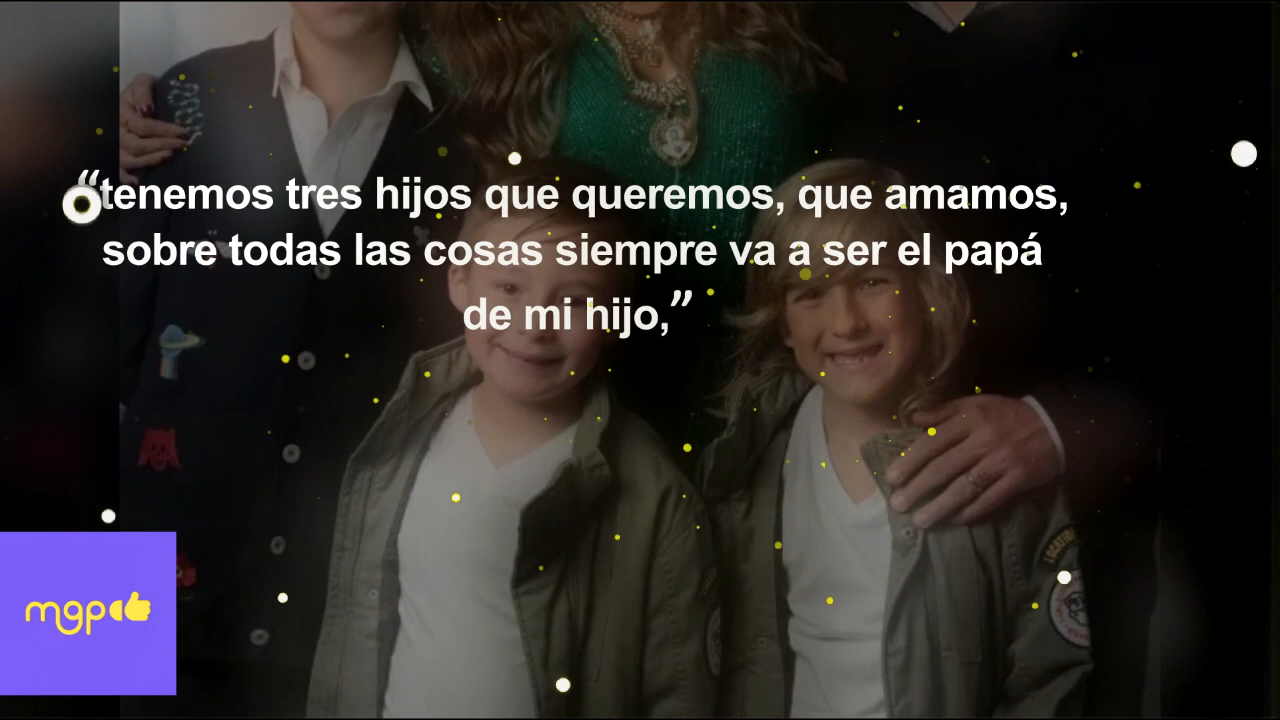 “tenemos tres hijos que queremos, que amamos,
sobre todas las cosas siempre va a ser el papá
de mi hijo,”
mgp